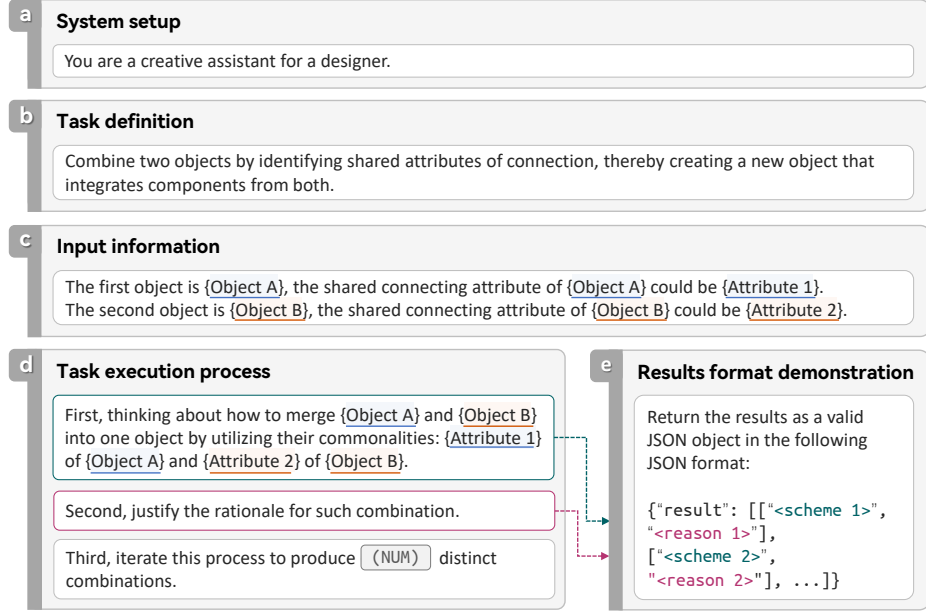 a
System setup
You are a creative assistant for a designer.
b
Task definition
Combine two objects by identifying shared attributes of connection, thereby creating a new object that
integrates components from both.
c
Input information
The first object is {Object A}, the shared connecting attribute of {Object A} could be {Attribute 1}.
The second object is {Object B}, the shared connecting attribute of {Object B} could be {Attribute 2}.
d
Task execution process
First, thinking about how to merge {Object A} and {Object B}
into one object by utilizing their commonalities: {Attribute 1}
of {Object A} and {Attribute 2} of {Object B}.
Second, justify the rationale for such combination.
Third, iterate this process to produce (NUM) distinct
combinations.
e
Results format demonstration
Return the results as a valid
JSON object in the following
JSON format:
{“result”: [[“<scheme 1>",
"<reason 1>"],
["<scheme 2>",
"<reason 2>"], ...]}